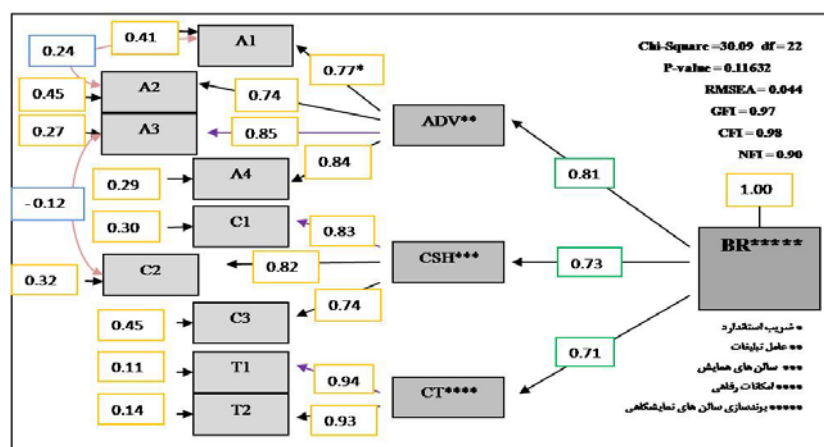 0.41
A1
0.24
0.77*
0.45
A2
0.74
0.27
A3
0.85
ADV**
0.84
0.29
A4
- 0.12
0.30
C1
0.83
0.32
C2
0.82
CSH***
0.74
0.45
C3
0.11
T1
0.94
0.14
T2
0.93
CT****
0.81
0.73
0.71
Chi-Square =30.09 df = 22
P-value = 0.11632
RMSEA = 0.044
GFI = 0.97
CFI = 0.98
NFI = 0.90
1.00
BR*****
* ضریب استاندارد
** عامل تبلیغات
*** سالن های همایش
**** امکانات رفاهی
***** برندسازی سالن های نمایشگاهی